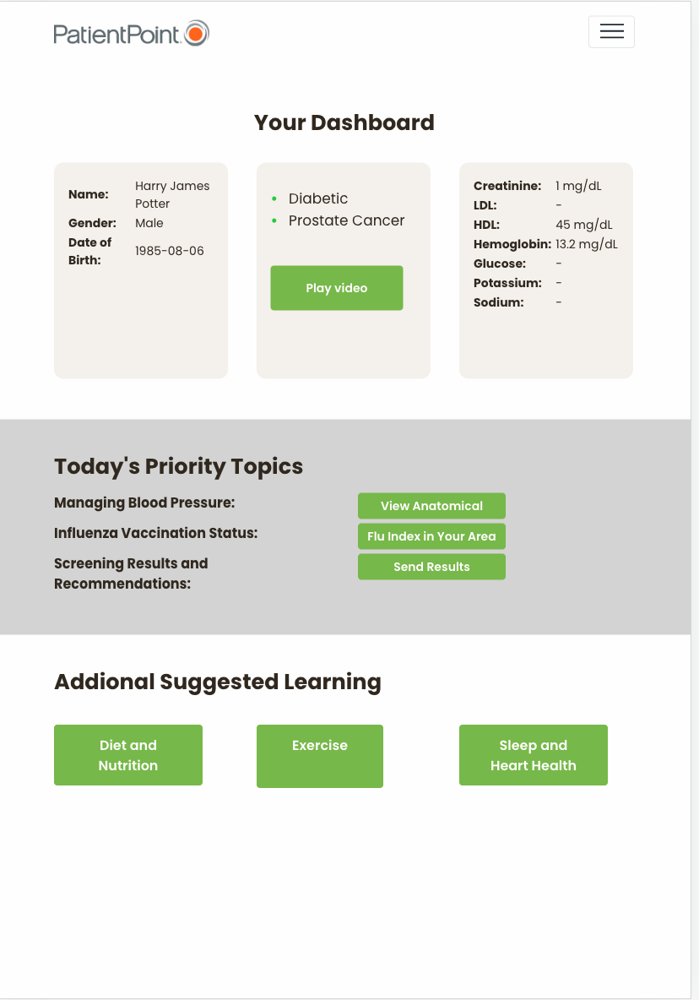 PatientPoint.
Your Dashboard
Name: Harry James
Potter
Gender: Male
Date of
Birth: 1985-08-06
• Diabetic
• Prostate Cancer
Play video
Creatinine: 1 mg/dL
LDL: -
HDL: 45 mg/dL
Hemoglobin: 13.2 mg/dL
Glucose: -
Potassium: -
Sodium: -
Today's Priority Topics
Managing Blood Pressure: View Anatomical
Influenza Vaccination Status: Flu Index in Your Area
Screening Results and
Recommendations: Send Results
Addional Suggested Learning
Diet and
Nutrition
Exercise
Sleep and
Heart Health